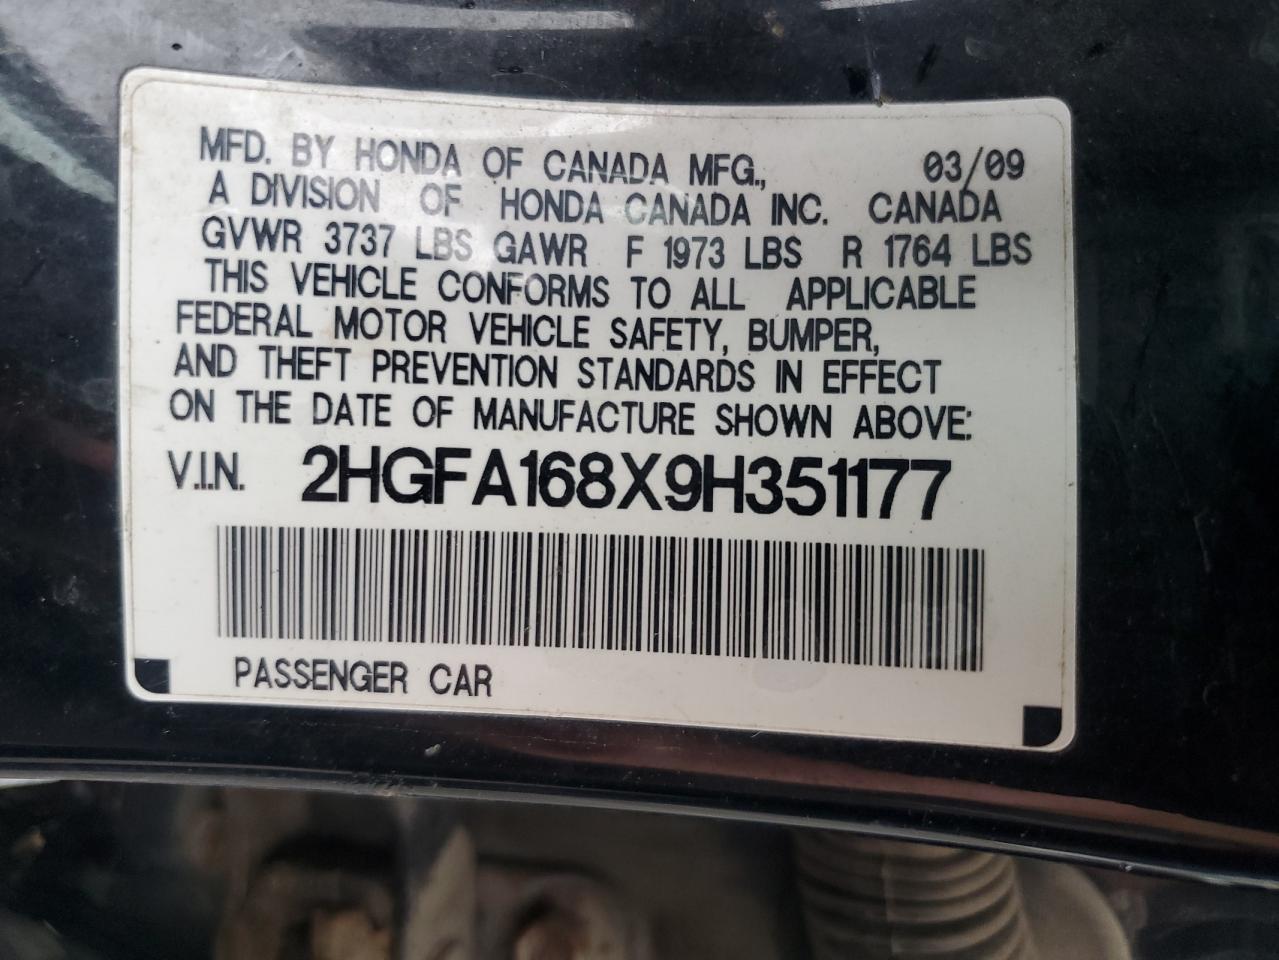 MFD. BY HONDA OF CANADA MFG., 03/09
A DIVISION OF HONDA CANADA INC. CANADA
GVWR 3737 LBS GAWR F 1973 LBS R 1764 LBS
THIS VEHICLE CONFORMS TO ALL APPLICABLE
FEDERAL MOTOR VEHICLE SAFETY, BUMPER,
AND THEFT PREVENTION STANDARDS IN EFFECT
ON THE DATE OF MANUFACTURE SHOWN ABOVE:
V.I.N. 2HGFA168X9H351177
PASSENGER CAR